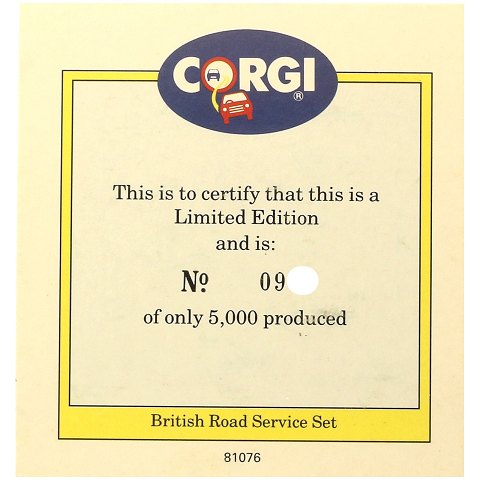 CORGI
®
This is to certify that this is a
Limited Edition
and is:
Nº 09
of only 5,000 produced
British Road Service Set
81076